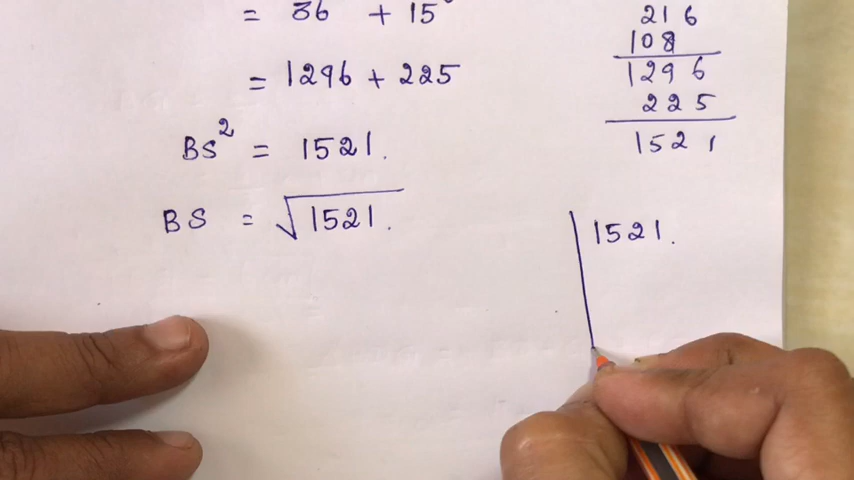 = 36 + 15
= 1296 + 225
BS² = 1521.
BS = √1521.
216
108
1296
225
1521
1521.